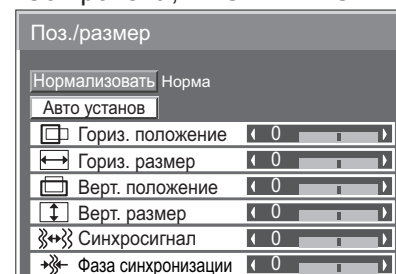 Поз./размер
Нормализовать Норма
Авто установ
Гориз. положение 0
Гориз. размер 0
Верт. положение 0
Верт. размер 0
Синхросигнал 0
Фаза синхронизации 0